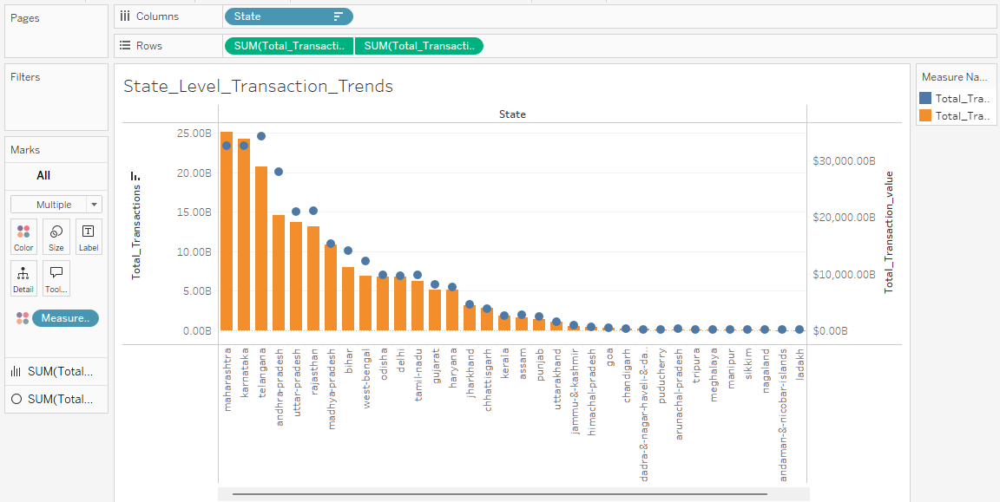 Pages
Columns
State
Rows
SUM(Total_Transacti..
SUM(Total_Transacti..
Filters
Marks
All
Multiple
Color
Size
Label
Detail
Tool...
Measure..
SUM(Total...
SUM(Total...
State_Level_Transaction_Trends
State
Total_Transactions
25.00B
20.00B
15.00B
10.00B
5.00B
0.00B
$30,000.00B
$20,000.00B
$10,000.00B
$0.00B
Total_Transaction_value
maharashtra
karnataka
telangana
andhra-pradesh
uttar-pradesh
rajasthan
madhya-pradesh
bihar
west-bengal
odisha
delhi
tamil-nadu
gujarat
haryana
jharkhand
chhattisgarh
kerala
assam
punjab
uttarakhand
jammu-&-kashmir
himachal-pradesh
goa
chandigarh
dadra-&-nagar-haveli-&-da..
puducherry
arunachal-pradesh
tripura
meghalaya
manipur
sikkim
nagaland
andaman-&-nicobar-islands
ladakh
Measure Na...
Total_Tra..
Total_Tra..